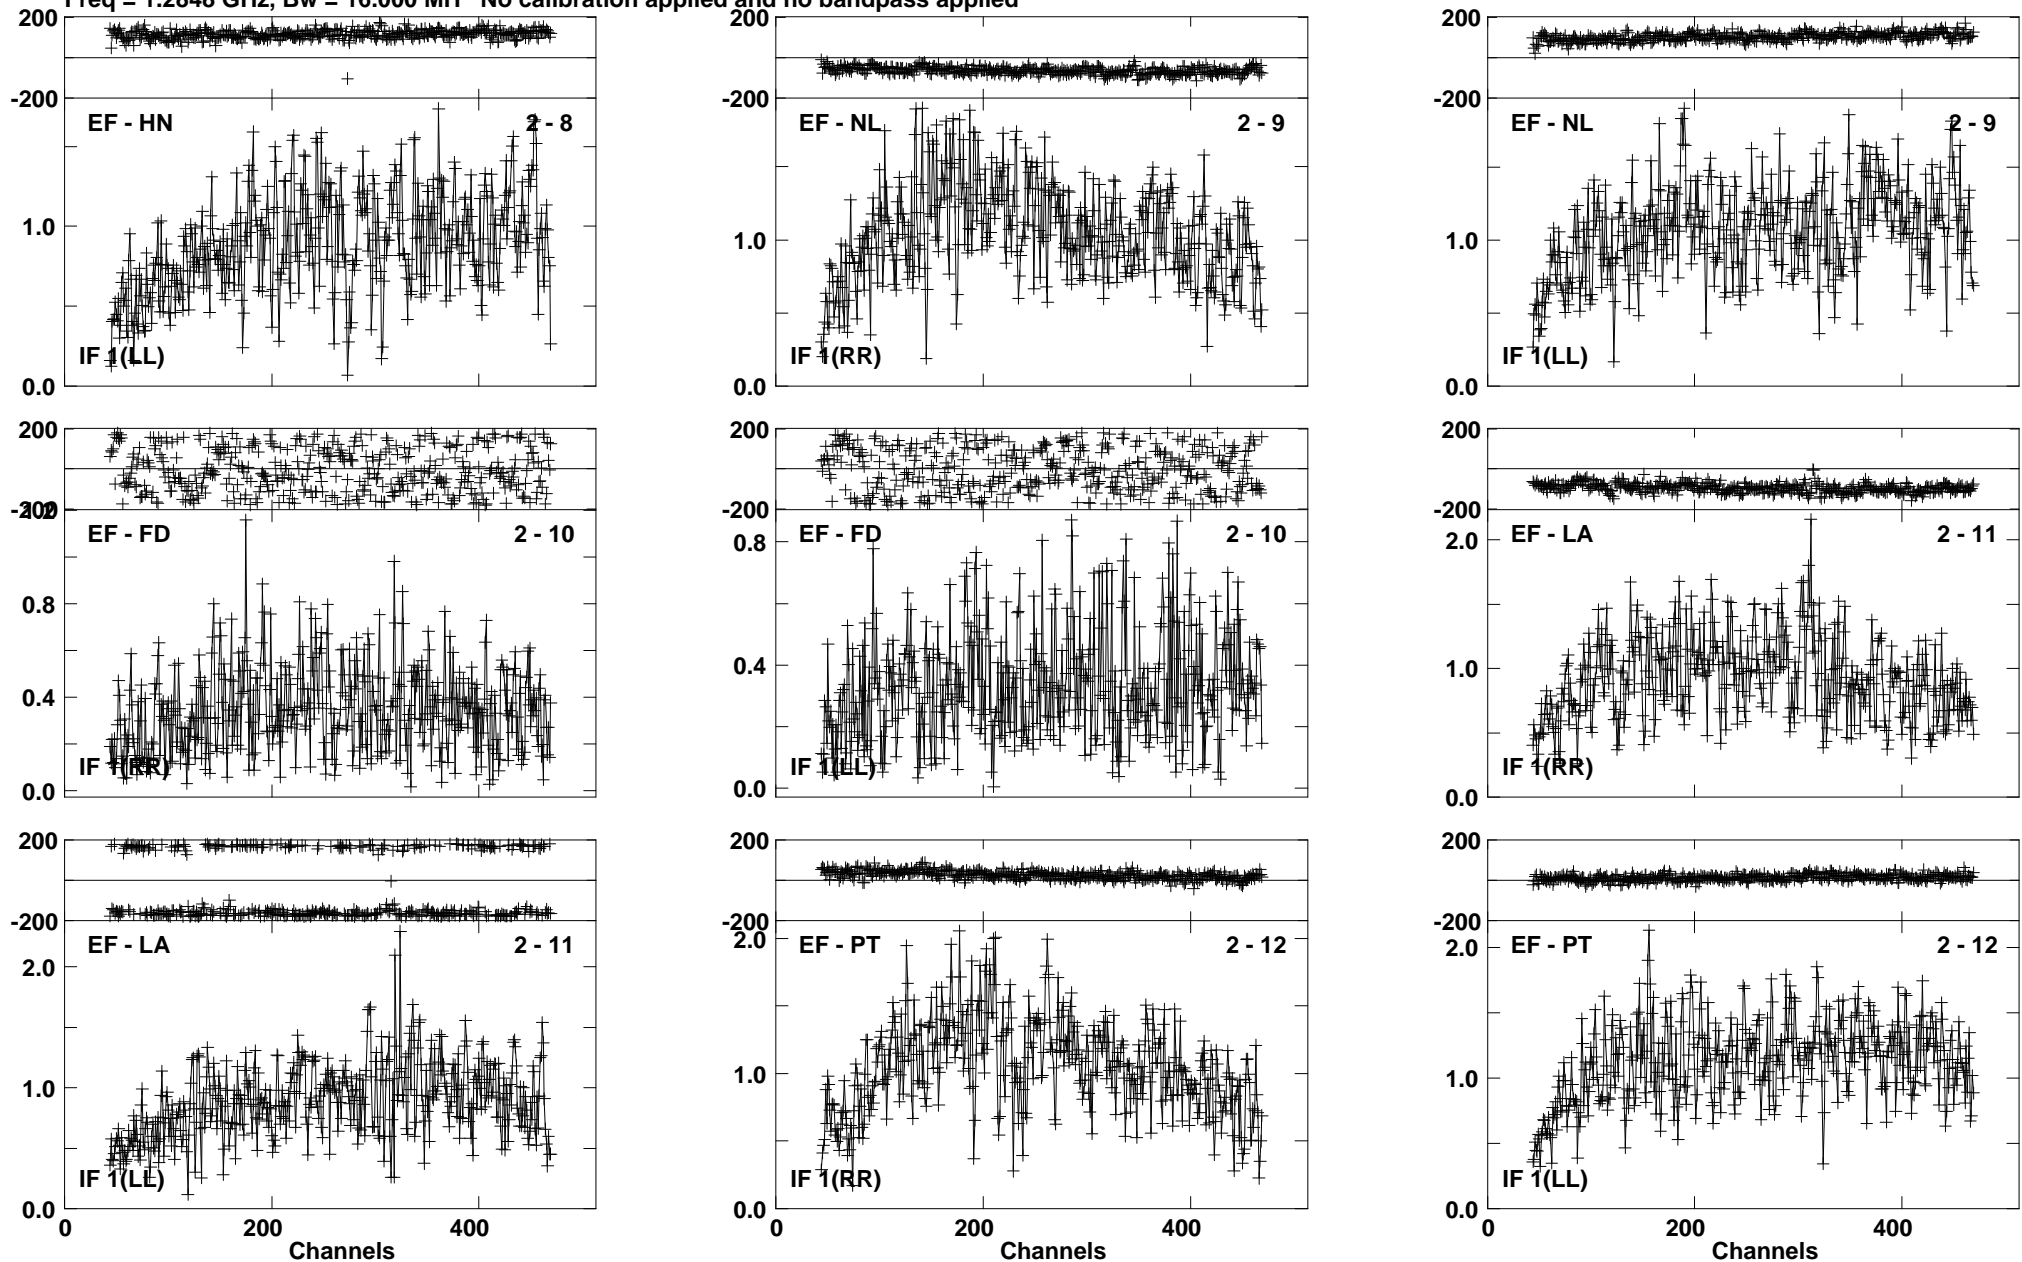 Freq = 1.2848 GHz, Bw = 16.000 MH No calibration applied and no bandpass applied
200
-200
EF - HN 2 - 8
1.0
IF 1(LL)
0.0
-200
EF - NL 2 - 9
1.0
IF 1(RR)
0.0
200
-200
EF - NL 2 - 9
1.0
IF 1(LL)
0.0
200
-200
1.2
EF - FD 2 - 10
0.8
0.4
IF 1(RR)
0.0
200
-200
EF - FD 2 - 10
0.8
0.4
IF 1(LL)
0.0
200
-200
EF - LA 2 - 11
2.0
1.0
IF 1(RR)
0.0
200
-200
EF - LA 2 - 11
2.0
1.0
IF 1(LL)
0.0
0 200 400
Channels
200
-200
2.0
EF - PT 2 - 12
1.0
IF 1(RR)
0.0
200 400
200
-200
EF - PT 2 - 12
2.0
1.0
IF 1(LL)
0.0
0 200 400
Channels